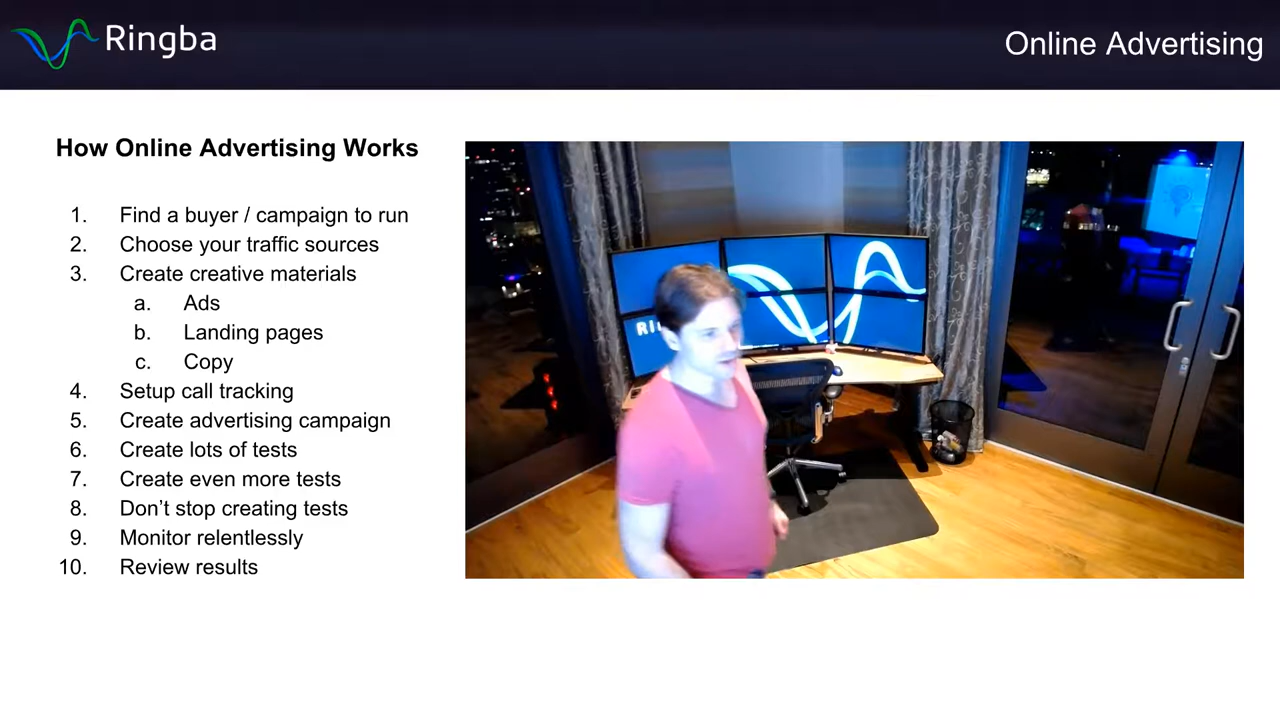 Ringba
Online Advertising
How Online Advertising Works
1. Find a buyer / campaign to run
2. Choose your traffic sources
3. Create creative materials
a. Ads
b. Landing pages
c. Copy
4. Setup call tracking
5. Create advertising campaign
6. Create lots of tests
7. Create even more tests
8. Don’t stop creating tests
9. Monitor relentlessly
10. Review results